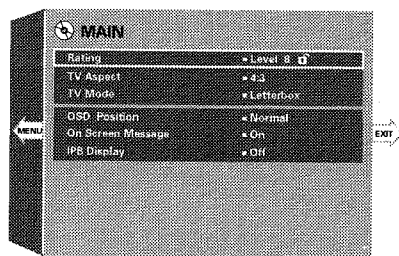 MAIN
Rating Level 8
TV Aspect 4:3
TV Mode Letterbox
OSD Position Normal
On Screen Message On
IPB Display Off
MENU
EXIT